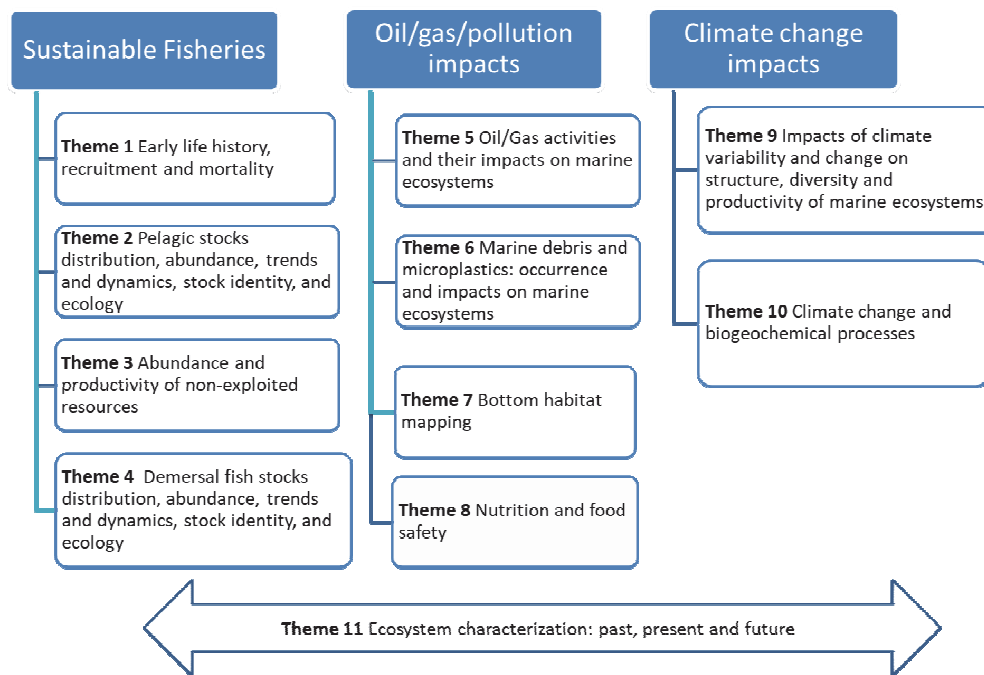 Sustainable Fisheries
Theme 1 Early life history,
recruitment and mortality
Theme 2 Pelagic stocks
distribution, abundance, trends
and dynamics, stock identity, and
ecology
Theme 3 Abundance and
productivity of non-exploited
resources
Theme 4 Demersal fish stocks
distribution, abundance, trends
and dynamics, stock identity, and
ecology
Oil/gas/pollution
impacts
Theme 5 Oil/Gas activities
and their impacts on marine
ecosystems
Theme 6 Marine debris and
microplastics: occurrence
and impacts on marine
ecosystems
Theme 7 Bottom habitat
mapping
Theme 8 Nutrition and food
safety
Climate change
impacts
Theme 9 Impacts of climate
variability and change on
structure, diversity and
productivity of marine ecosystems
Theme 10 Climate change and
biogeochemical processes
Theme 11 Ecosystem characterization: past, present and future